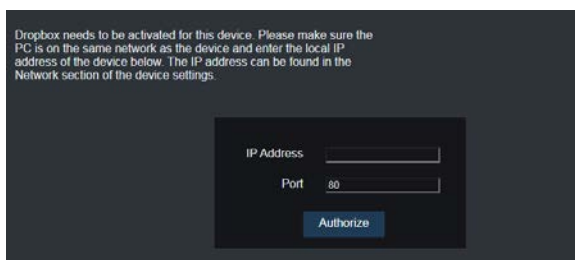 Dropbox needs to be activated for this device. Please make sure the
PC is on the same network as the device and enter the local IP
address of the device below. The IP address can be found in the
Network section of the device settings.
IP Address
Port 80
Authorize